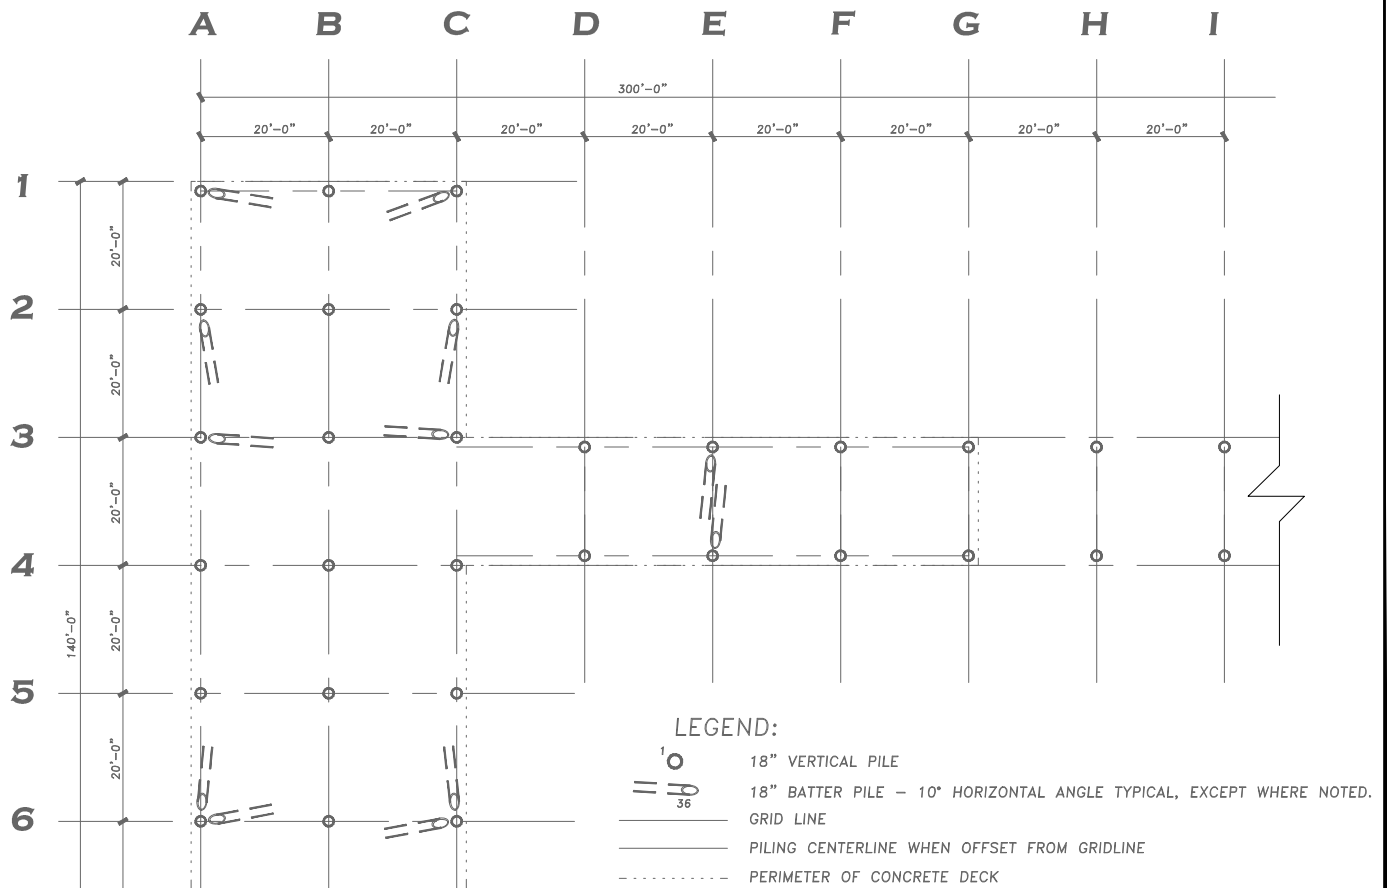 A B C D E F G H I
300'-0"
20'-0" 20'-0" 20'-0" 20'-0" 20'-0" 20'-0" 20'-0" 20'-0"
1
20'-0"
2
20'-0"
3
20'-0"
4
140'-0"
20'-0"
5
20'-0"
6
LEGEND:
1
18" VERTICAL PILE
18" BATTER PILE – 10° HORIZONTAL ANGLE TYPICAL, EXCEPT WHERE NOTED.
36
GRID LINE
PILING CENTERLINE WHEN OFFSET FROM GRIDLINE
PERIMETER OF CONCRETE DECK